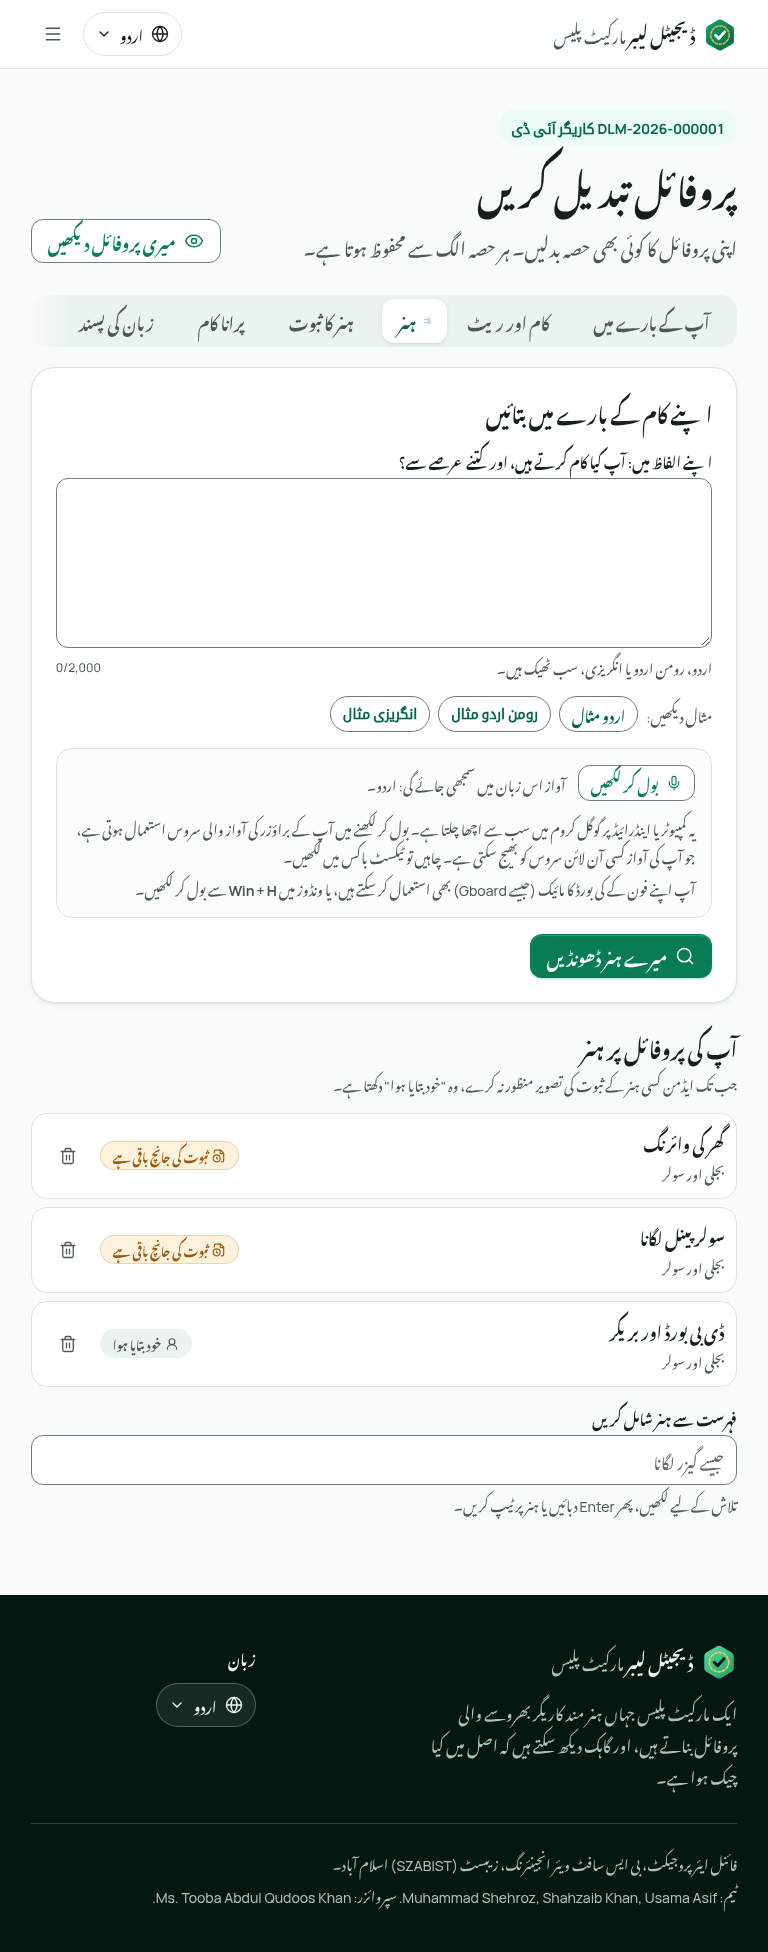 ڈیجیٹل لیبر مارکیٹ پلیس
اردو
DLM-2026-000001 کاریگر آئی ڈی
پروفائل تبدیل کریں
اپنی پروفائل کا کوئی بھی حصہ بدلیں۔ ہر حصہ الگ سے محفوظ ہوتا ہے۔
میری پروفائل دیکھیں
آپ کے بارے میں
کام اور ریٹ
ہنر
ہنر کا ثبوت
پرانا کام
زبان کی پسند
اپنے کام کے بارے میں بتائیں
اپنے الفاظ میں: آپ کیا کام کرتے ہیں، اور کتنے عرصے سے؟
اردو، رومن اردو یا انگریزی، سب ٹھیک ہیں۔
0/2,000
مثال دیکھیں:
اردو مثال
رومن اردو مثال
انگریزی مثال
بول کر لکھیں
آواز اس زبان میں سمجھی جائے گی: اردو۔
یہ کمپیوٹر یا اینڈرائیڈ پر گوگل کروم میں سب سے اچھا چلتا ہے۔ بول کر لکھنے میں آپ کے براؤزر کی آواز والی سروس استعمال ہوتی ہے،
جو آپ کی آواز کسی آن لائن سروس کو بھیج سکتی ہے۔ چاہیں تو ٹیکسٹ باکس میں لکھیں۔
آپ اپنے فون کے کی بورڈ کا مائیک (جیسے Gboard) بھی استعمال کر سکتے ہیں، یا ونڈوز میں Win + H سے بول کر لکھیں۔
میرے ہنر ڈھونڈیں
آپ کی پروفائل پر ہنر
جب تک ایڈمن کسی ہنر کے ثبوت کی تصویر منظور نہ کرے، وہ "خود بتایا ہوا" دکھتا ہے۔
گھر کی وائرنگ
بجلی اور سولر
ثبوت کی جانچ باقی ہے
سولر پینل لگانا
بجلی اور سولر
ثبوت کی جانچ باقی ہے
ڈی بی بورڈ اور بریکر
بجلی اور سولر
خود بتایا ہوا
فہرست سے ہنر شامل کریں
جیسے گیزر لگانا
تلاش کے لیے لکھیں، پھر Enter دبائیں یا ہنر پر ٹیپ کریں۔
ڈیجیٹل لیبر مارکیٹ پلیس
ایک مارکیٹ پلیس جہاں ہنر مند کاریگر بھروسے والی
پروفائل بناتے ہیں، اور گاہک دیکھ سکتے ہیں کہ اصل میں کیا
چیک ہوا ہے۔
زبان
اردو
فائنل ایئر پروجیکٹ، بی ایس سافٹ ویئر انجینئرنگ، زیبسٹ (SZABIST) اسلام آباد۔
ٹیم: Muhammad Shehroz, Shahzaib Khan, Usama Asif. سپروائزر: Ms. Tooba Abdul Qudoos Khan.